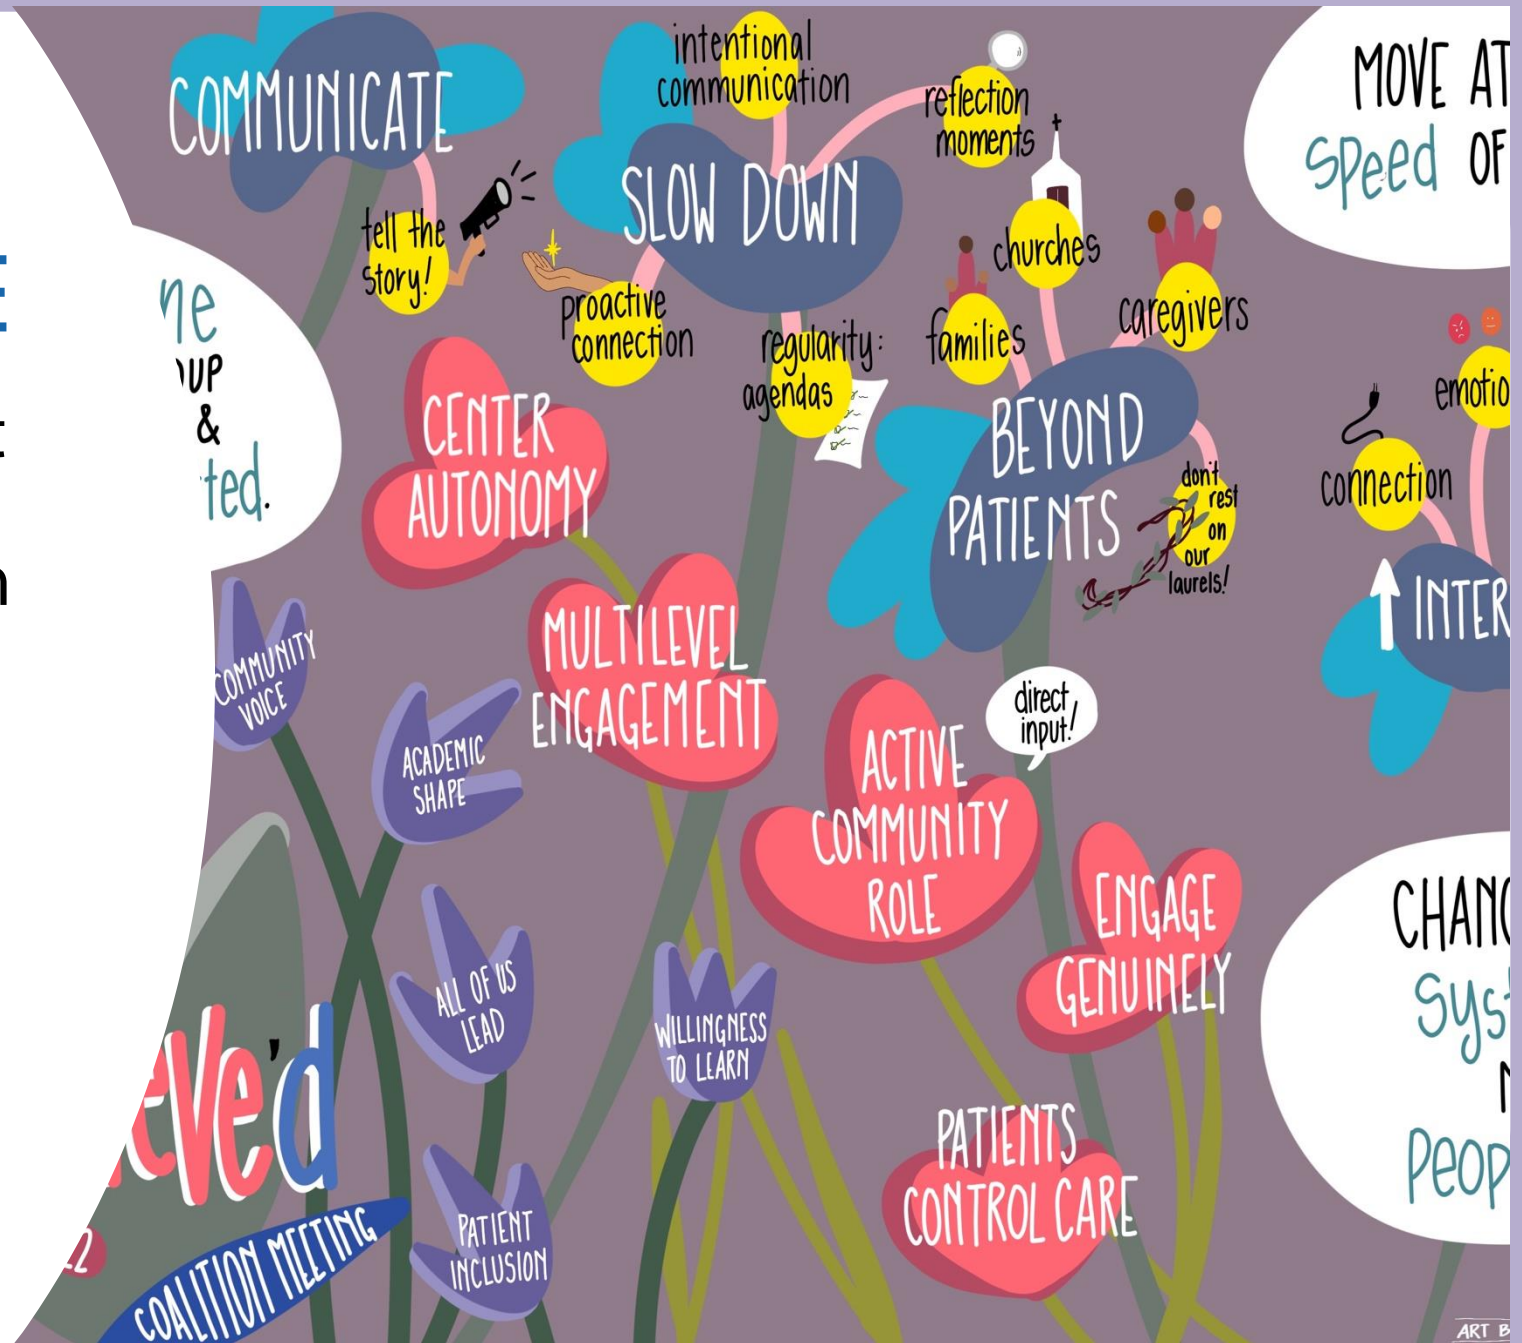 COMMUNICATE
tell the
story!
intentional
communication
reflection
moments
SLOW DOWN
proactive
connection
regularity:
agendas
churches
families
caregivers
BEYOND
PATIENTS
don't
rest
on
our
laurels!
MOVE AT
speed OF
emotio
connection
INTER
&
ted.
CENTER
AUTONOMY
MULTILEVEL
ENGAGEMENT
COMMUNITY
VOICE
ACADEMIC
SHAPE
direct
input!
ACTIVE
COMMUNITY
ROLE
ENGAGE
GENUINELY
ALL OF US
LEAD
WILLINGNESS
TO LEARN
PATIENTS
CONTROL CARE
PATIENT
INCLUSION
eve'd
COALITION MEETING
CHANG
sys
PEOP
ART B